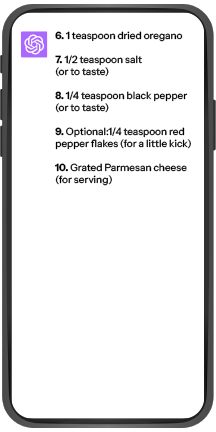 6. 1 teaspoon dried oregano
7. 1/2 teaspoon salt
(or to taste)
8. 1/4 teaspoon black pepper
(or to taste)
9. Optional:1/4 teaspoon red
pepper flakes (for a little kick)
10. Grated Parmesan cheese
(for serving)